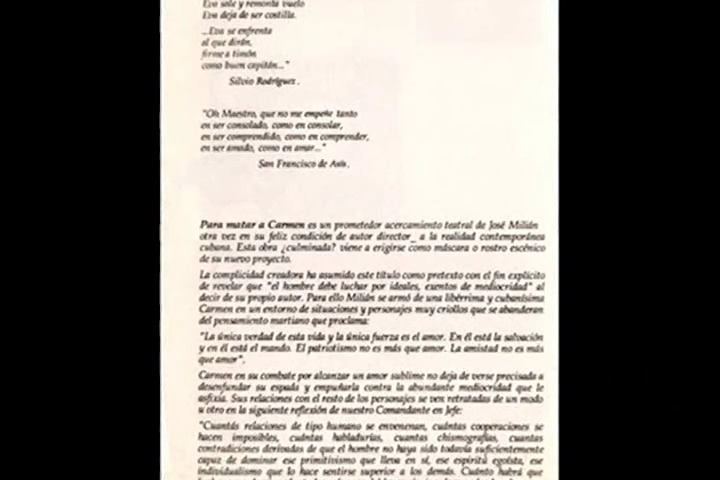 Eva sale y remonta vuelo
Eva deja de ser costilla.
...Eva se enfrenta
al que dirán,
firme a timón
como buen capitán..."
Silvio Rodríguez.
"Oh Maestro, que no me empeñe tanto
en ser consolado, como en consolar,
en ser comprendido, como en comprender,
en ser amado, como en amar..."
San Francisco de Asís.
Para matar a Carmen es un prometedor acercamiento teatral de José Milián
otra vez en su feliz condición de autor director_ a la realidad contemporánea
cubana. Esta obra ¿culminada? viene a erigirse como máscara o rostro escénico
de su nuevo proyecto.
La complicidad creadora ha asumido este título como pretexto con el fin explícito
de revelar que "el hombre debe luchar por ideales, exentos de mediocridad" al
decir de su propio autor. Para ello Milián se armó de una libérrima y cubanísima
Carmen en un entorno de situaciones y personajes muy criollos que se abanderan
del pensamiento martiano que proclama:
"La única verdad de esta vida y la única fuerza es el amor. En él está la salvación
y en él está el mando. El patriotismo no es más que amor. La amistad no es más
que amor".
Carmen en su combate por alcanzar un amor sublime no deja de verse precisada a
desenfundar su espada y empuñarla contra la abundante mediocridad que le
asfixia. Sus relaciones con el resto de los personajes se ven retratadas de un modo
u otro en la siguiente reflexión de nuestro Comandante en Jefe:
"Cuantás relaciones de tipo humano se envenenan, cuántas cooperaciones se
hacen imposibles, cuántas habladurías, cuantas chismografías, cuantas
contradicciones derivadas de que el hombre no haya sido todavía suficientemente
capaz de dominar ese primitivismo que lleva en sí, ese espíritu egoísta, ese
individualismo que lo hace sentirse superior a los demás. Cuánto habrá que